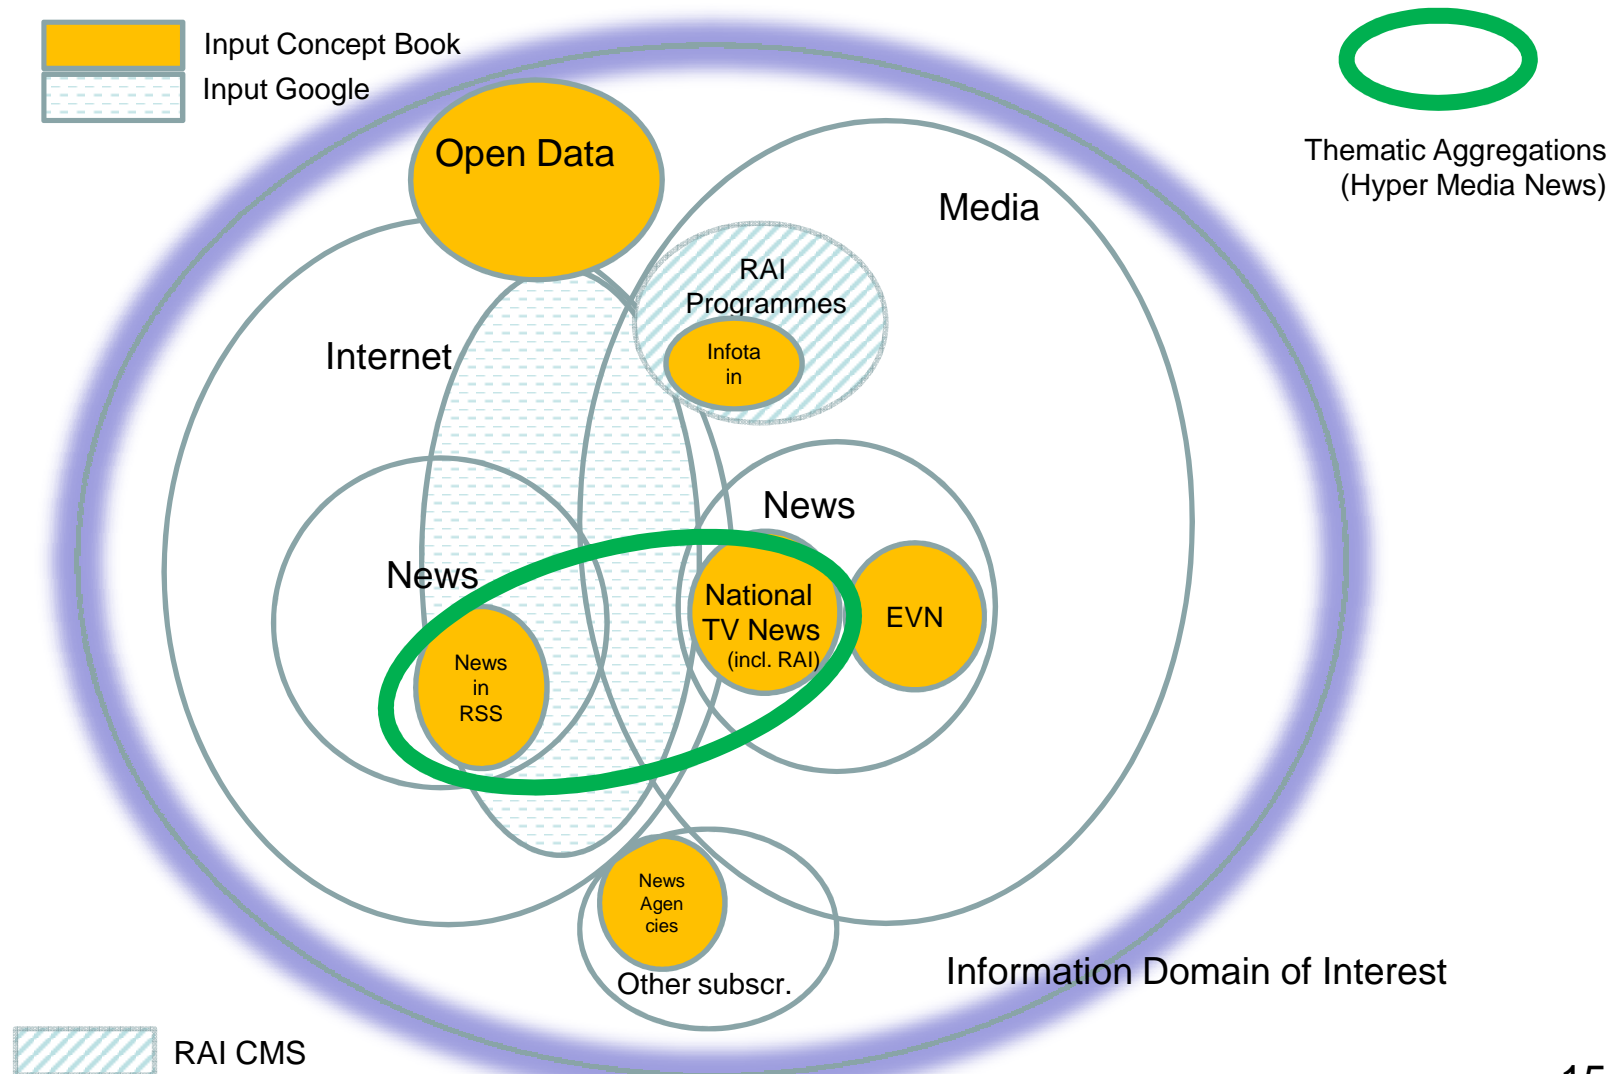 Input Concept Book
Input Google
Thematic Aggregations
(Hyper Media News)
Open Data
Media
RAI
Programmes
Infota
in
Internet
News
News
National
TV News
(incl. RAI)
EVN
News
in
RSS
News
Agen
cies
Other subscr.
Information Domain of Interest
RAI CMS
15